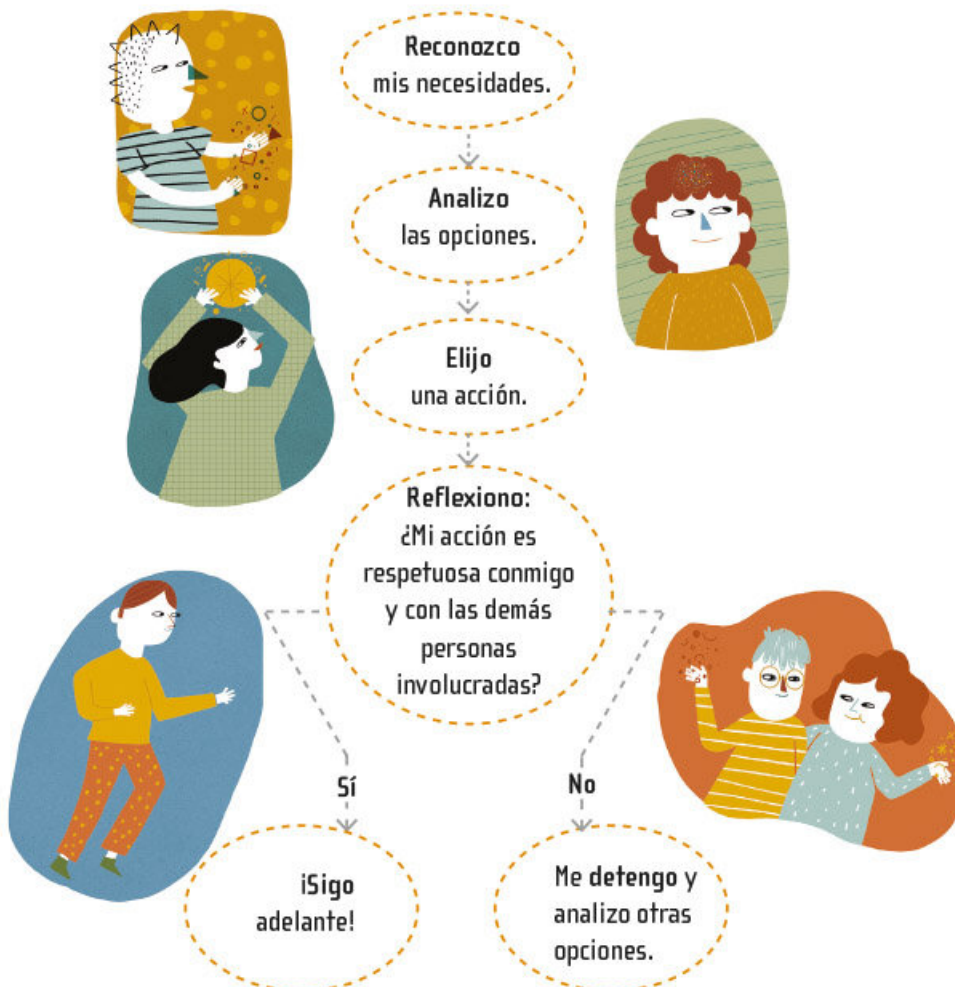 Reconozco
mis necesidades.
Analizo
las opciones.
Elijo
una acción.
Reflexiono:
¿Mi acción es
respetuosa conmigo
y con las demás
personas
involucradas?
Sí
No
¡Sigo
adelante!
Me detengo y
analizo otras
opciones.